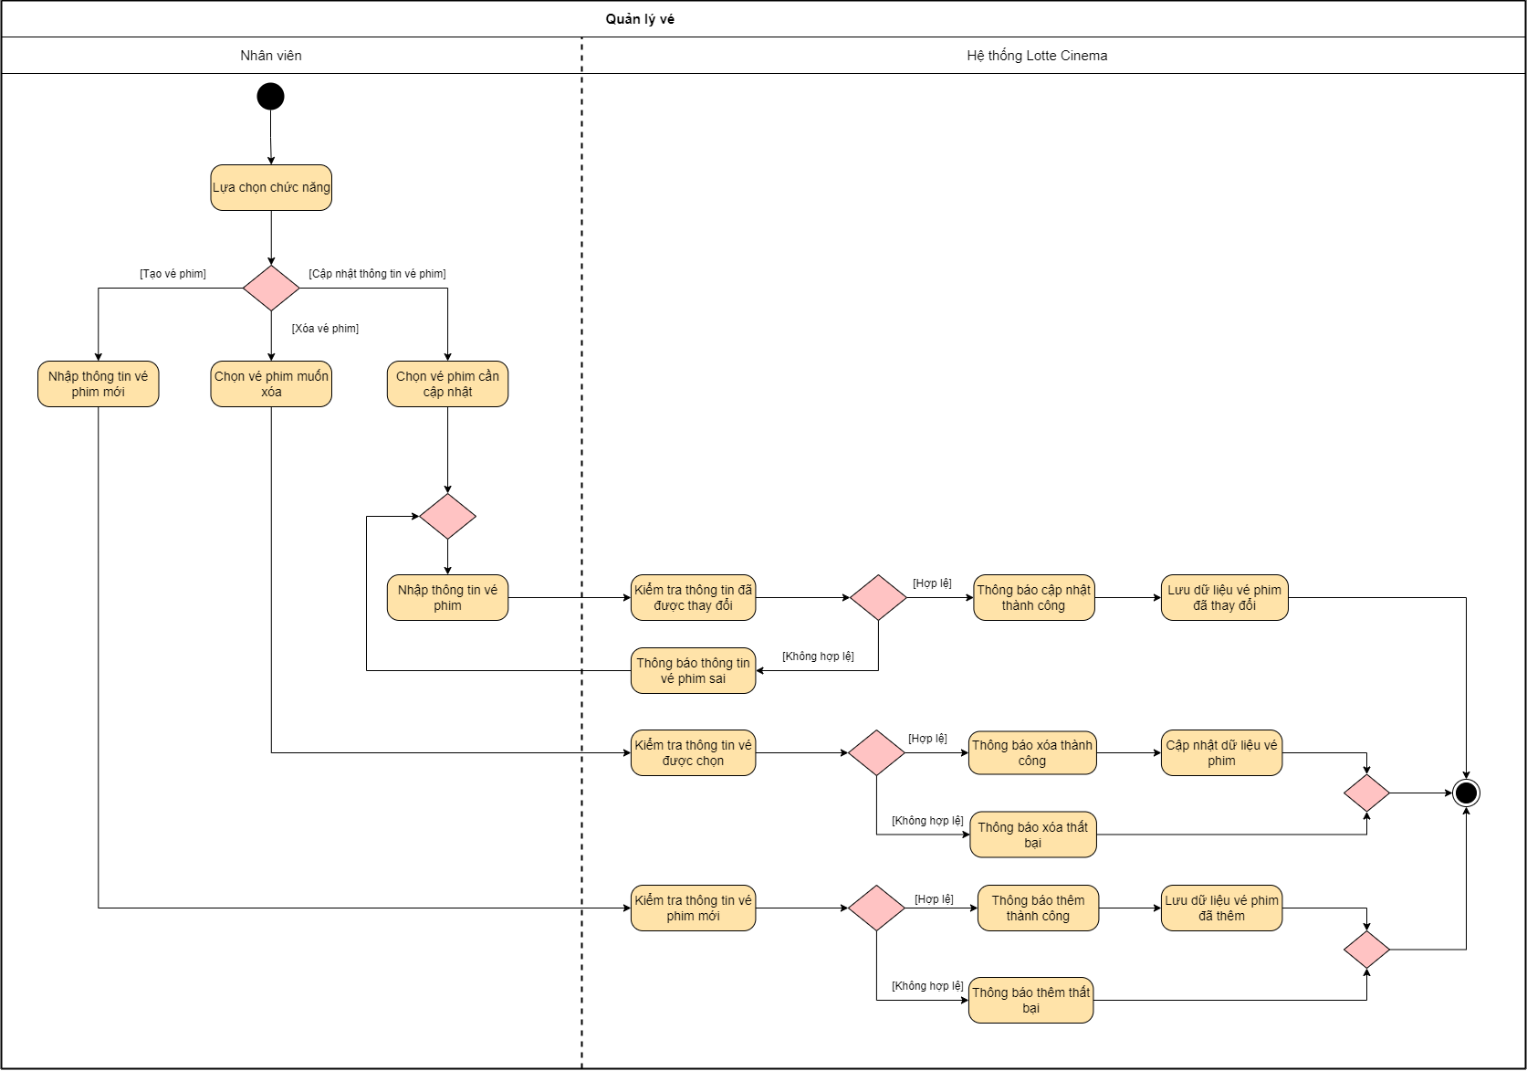 Quản lý vé
Nhân viên
Hệ thống Lotte Cinema
Lựa chọn chức năng
[Tạo vé phim]
[Cập nhật thông tin vé phim]
[Xóa vé phim]
Nhập thông tin vé
phim mới
Chọn vé phim muốn
xóa
Chọn vé phim cần
cập nhật
Nhập thông tin vé
phim
Kiểm tra thông tin đã
được thay đổi
[Hợp lệ]
Thông báo cập nhật
thành công
Lưu dữ liệu vé phim
đã thay đổi
[Không hợp lệ]
Thông báo thông tin
vé phim sai
Kiểm tra thông tin vé
được chọn
[Hợp lệ]
Thông báo xóa thành
công
Cập nhật dữ liệu vé
phim
[Không hợp lệ]
Thông báo xóa thất
bại
Kiểm tra thông tin vé
phim mới
[Hợp lệ]
Thông báo thêm
thành công
Lưu dữ liệu vé phim
đã thêm
[Không hợp lệ]
Thông báo thêm thất
bại